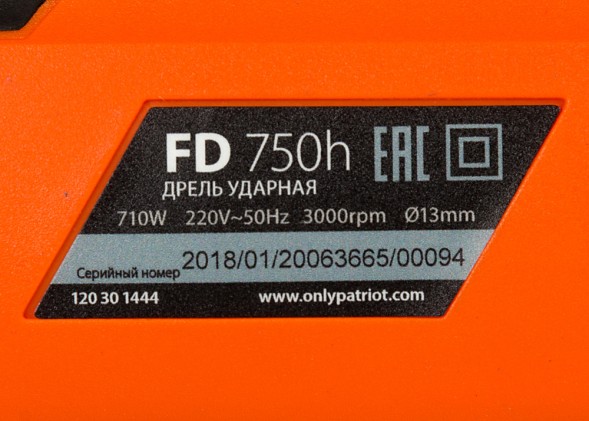 FD 750h EAC
ДРЕЛЬ УДАРНАЯ
710W 220V~50Hz 3000rpm Ø13mm
Серийный номер 2018/01/20063665/00094
120 30 1444 www.onlypatriot.com